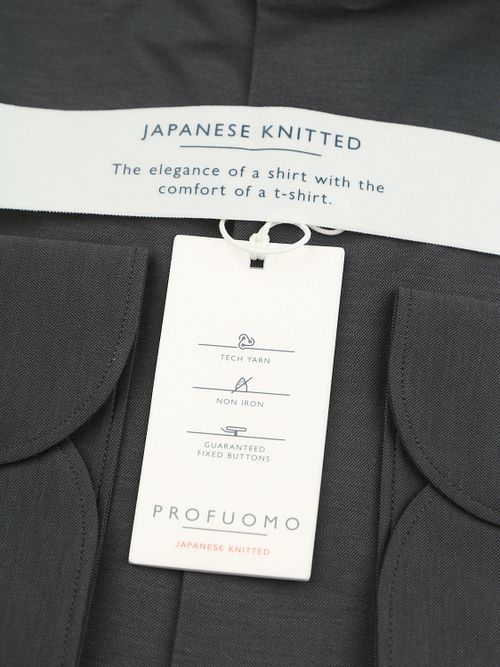 JAPANESE KNITTED
The elegance of a shirt with the
comfort of a t-shirt.
TECH YARN
NON IRON
GUARANTEED
FIXED BUTTONS
PROFUOMO
JAPANESE KNITTED